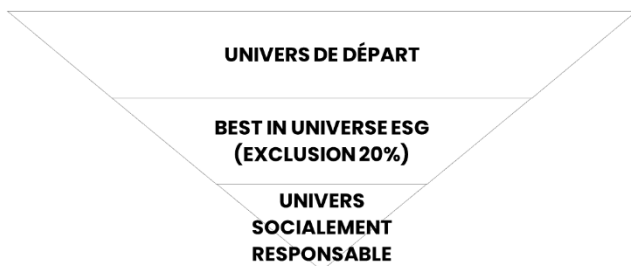 UNIVERS DE DÉPART
BEST IN UNIVERSE ESG
(EXCLUSION 20%)
UNIVERS
SOCIALEMENT
RESPONSABLE